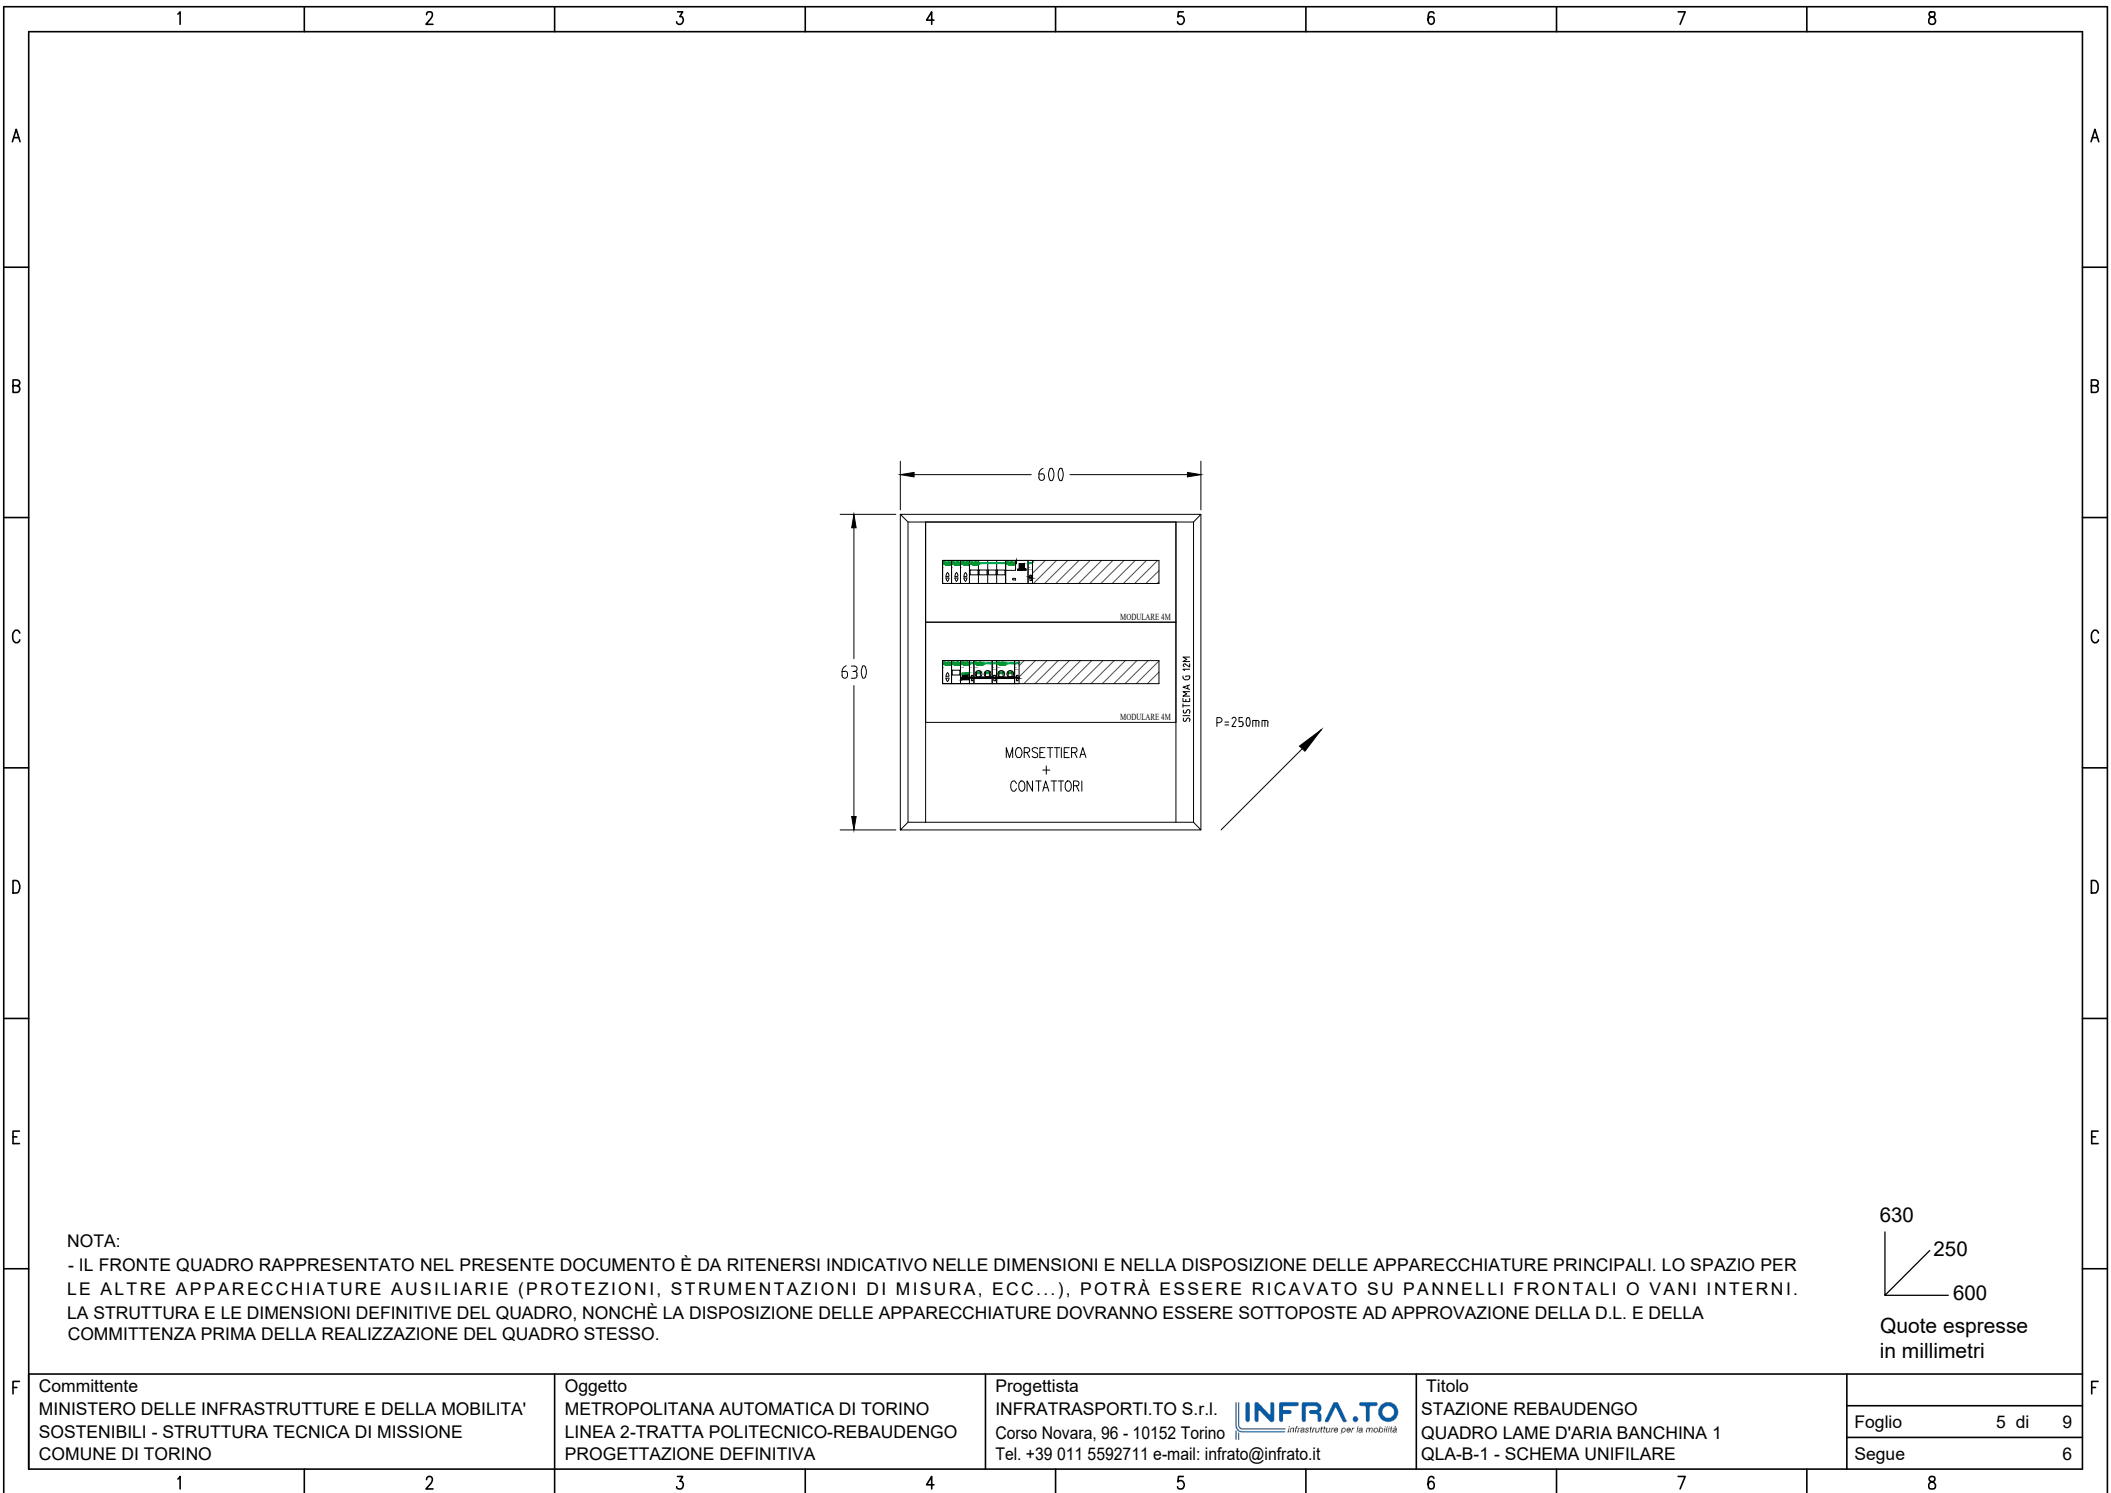 1 2 3 4 5 6 7 8
A A
B B
C C
D D
E E
F F
600
630
MODULARE 4M
MODULARE 4M
SISTEMA G 12M
P=250mm
MORSETTIERA
+
CONTATTORI
630
250
600
Quote espresse
in millimetri
NOTA:
- IL FRONTE QUADRO RAPPRESENTATO NEL PRESENTE DOCUMENTO È DA RITENERSI INDICATIVO NELLE DIMENSIONI E NELLA DISPOSIZIONE DELLE APPARECCHIATURE PRINCIPALI. LO SPAZIO PER
LE ALTRE APPARECCHIATURE AUSILIARIE (PROTEZIONI, STRUMENTAZIONI DI MISURA, ECC...), POTRÀ ESSERE RICAVATO SU PANNELLI FRONTALI O VANI INTERNI.
LA STRUTTURA E LE DIMENSIONI DEFINITIVE DEL QUADRO, NONCHÈ LA DISPOSIZIONE DELLE APPARECCHIATURE DOVRANNO ESSERE SOTTOPOSTE AD APPROVAZIONE DELLA D.L. E DELLA
COMMITTENZA PRIMA DELLA REALIZZAZIONE DEL QUADRO STESSO.
Committente
MINISTERO DELLE INFRASTRUTTURE E DELLA MOBILITA'
SOSTENIBILI - STRUTTURA TECNICA DI MISSIONE
COMUNE DI TORINO
Oggetto
METROPOLITANA AUTOMATICA DI TORINO
LINEA 2-TRATTA POLITECNICO-REBAUDENGO
PROGETTAZIONE DEFINITIVA
Progettista
INFRATRASPORTI.TO S.r.l.
Corso Novara, 96 - 10152 Torino
Tel. +39 011 5592711 e-mail: infrato@infrato.it
INFRA.TO
infrastrutture per la mobilità
Titolo
STAZIONE REBAUDENGO
QUADRO LAME D'ARIA BANCHINA 1
QLA-B-1 - SCHEMA UNIFILARE
Foglio 5 di 9
Segue 6
1 2 3 4 5 6 7 8